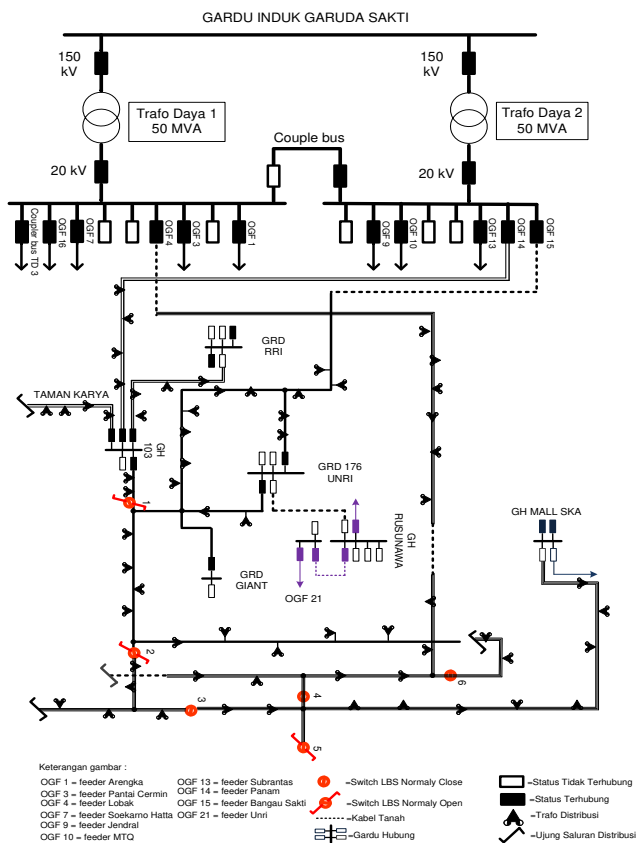 GARDU INDUK GARUDA SAKTI
150
kV
150
kV
Trafo Daya 1
50 MVA
Trafo Daya 2
50 MVA
Couple bus
20 kV
20 kV
Coupler bus TD 3
OGF 16
OGF 7
OGF 4
OGF 3
OGF 1
OGF 9
OGF 10
OGF 13
OGF 14
OGF 15
GRD
RRI
TAMAN KARYA
GH
103
GRD 176
UNRI
1
GH
RUSUNAWA
GH MALL SKA
GRD
GIANT
OGF 21
2
6
4
3
5
Keterangan gambar :
OGF 1 = feeder Arengka
OGF 3 = feeder Pantai Cermin
OGF 4 = feeder Lobak
OGF 7 = feeder Soekarno Hatta
OGF 9 = feeder Jendral
OGF 10 = feeder MTQ
OGF 13 = feeder Subrantas
OGF 14 = feeder Panam
OGF 15 = feeder Bangau Sakti
OGF 21 = feeder Unri
=Switch LBS Normaly Close
=Switch LBS Normaly Open
=Kabel Tanah
=Gardu Hubung
=Status Tidak Terhubung
=Status Terhubung
=Trafo Distribusi
=Ujung Saluran Distribusi